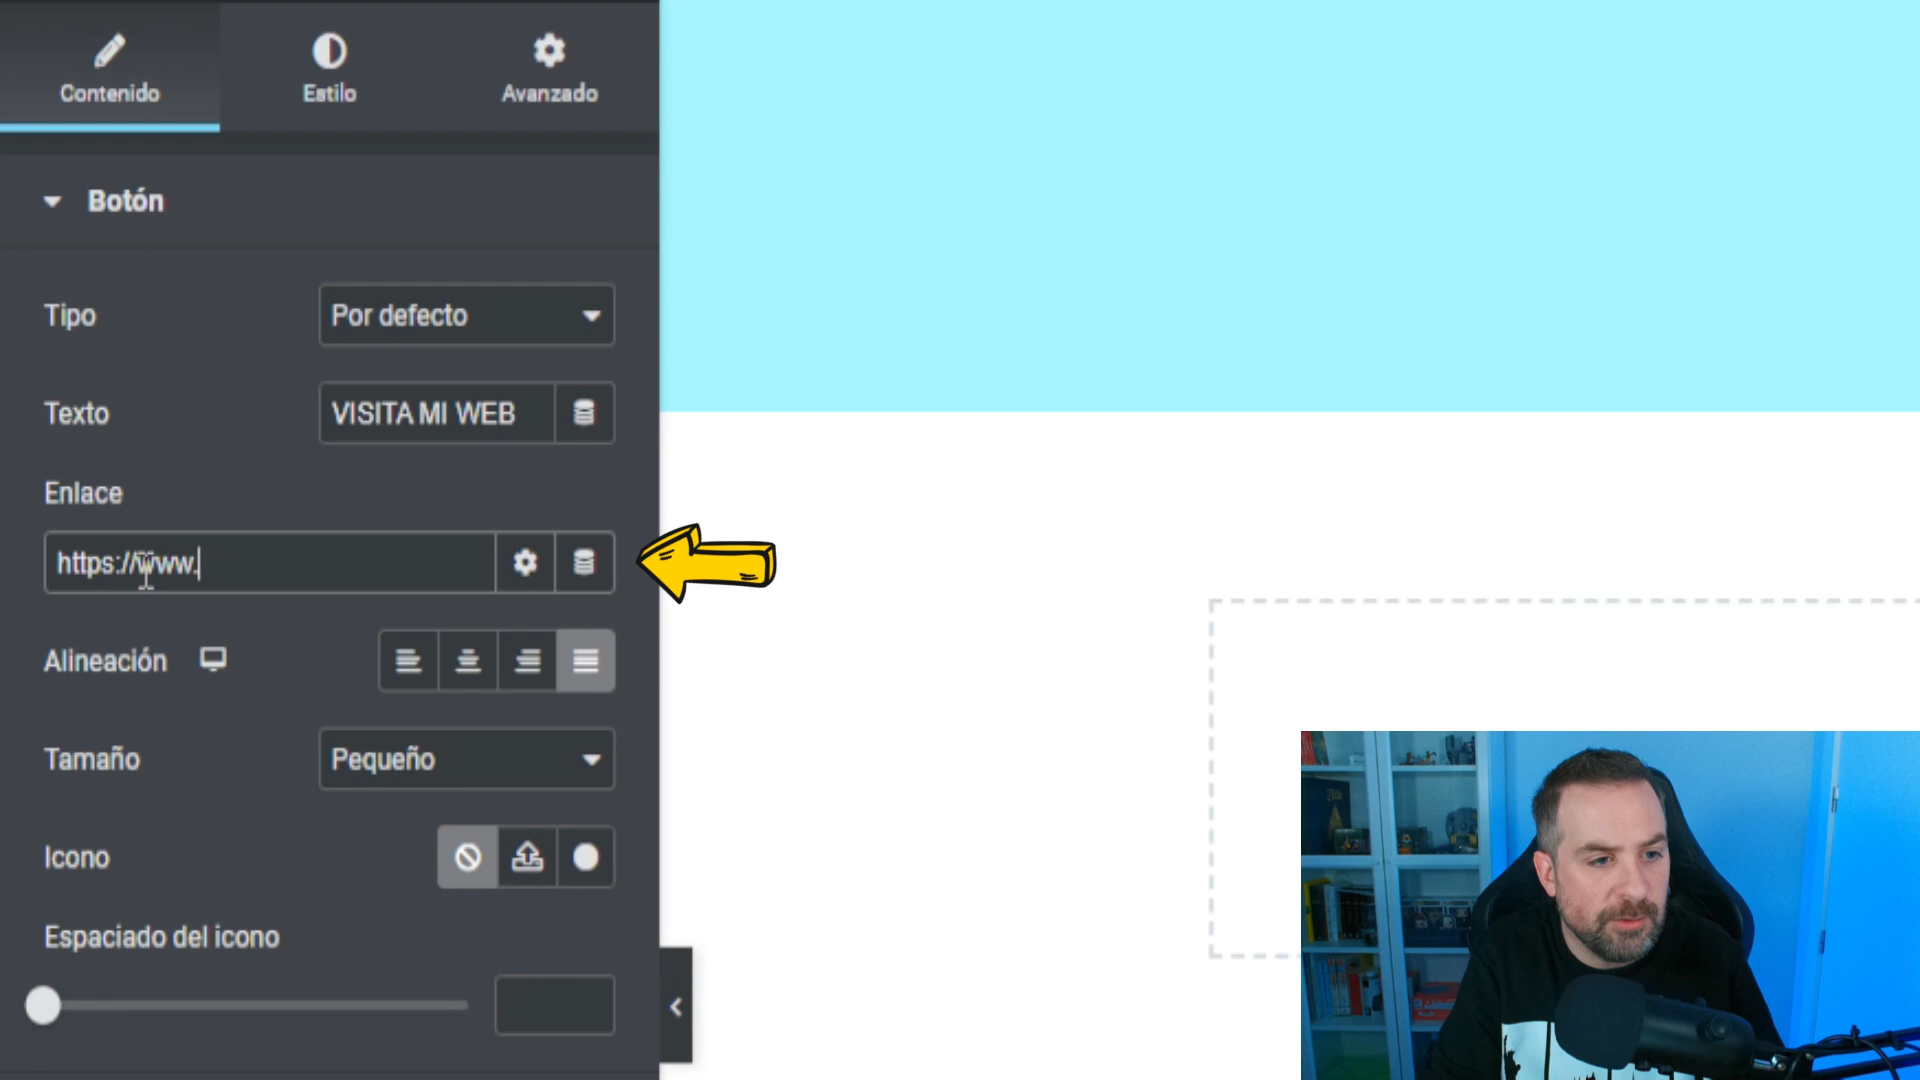 Contenido
Estilo
Avanzado
Botón
Tipo
Por defecto
Texto
VISITA MI WEB
Enlace
https://www.
Alineación
Tamaño
Pequeño
Icono
Espaciado del icono